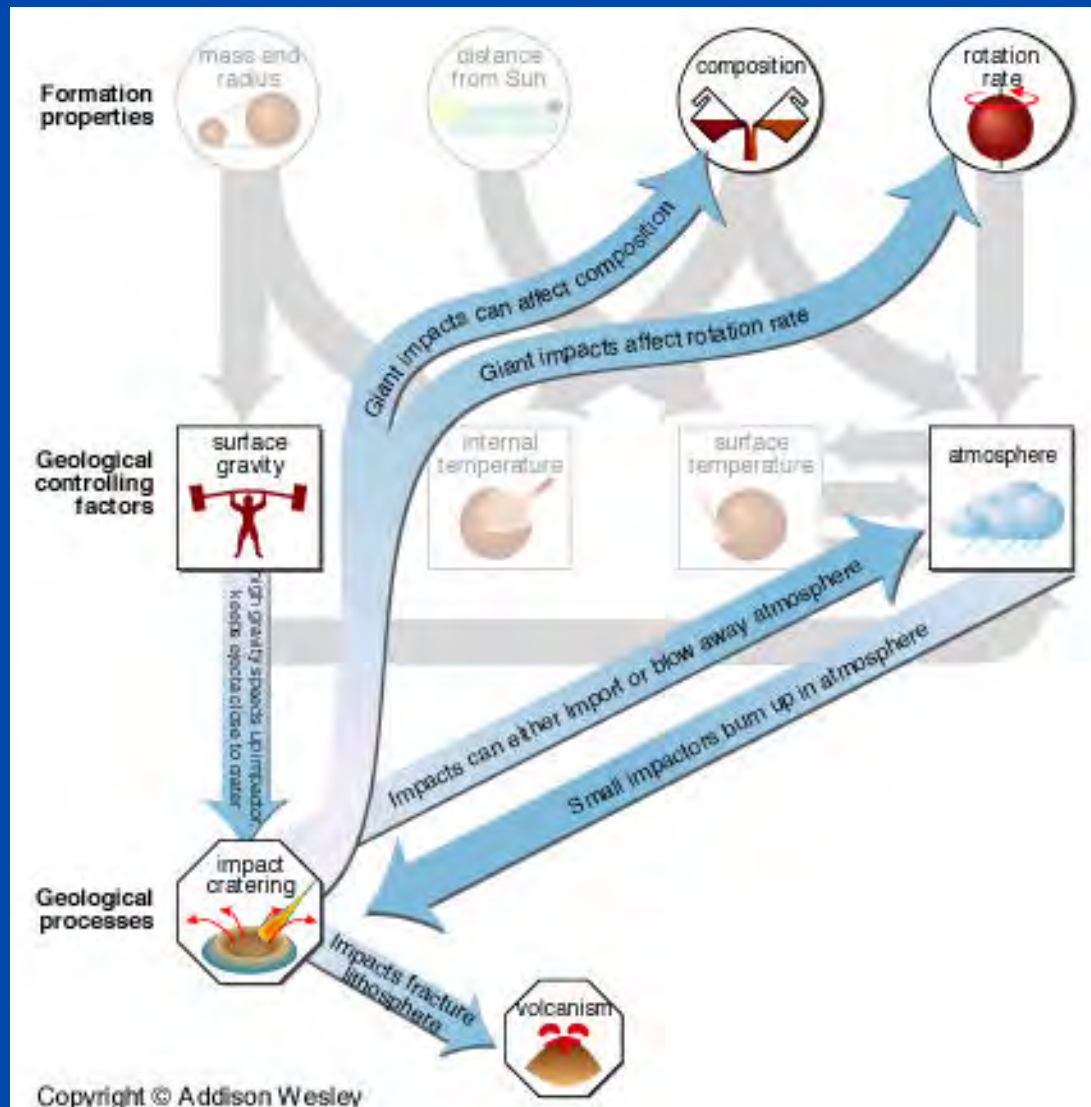 mass and
radius
distance
from Sun
composition
rotation
rate
Formation
properties
Giant impacts can affect composition
Giant impacts affect rotation rate
Geological
controlling
factors
surface
gravity
internal
temperature
surface
temperature
atmosphere
high gravity speeds up impactor,
keeps ejecta close to crater
Impacts can either import or blow away atmosphere
Small impactors burn up in atmosphere
Geological
processes
impact
cratering
Impacts fracture
lithosphere
volcanism
Copyright © Addison Wesley